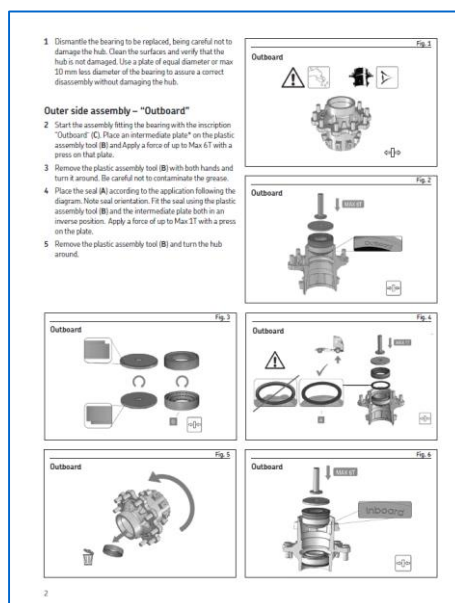 1 Dismantle the bearing to be replaced, being careful not to
damage the hub. Clean the surfaces and verify that the
hub is not damaged. Use a plate of equal diameter or max
10 mm less diameter of the bearing to assure a correct
disassembly without damaging the hub.
Outer side assembly – "Outboard"
2 Start the assembly fitting the bearing with the inscription
"Outboard" (C). Place an intermediate plate* on the plastic
assembly tool (B) and Apply a force of up to Max 6T with a
press on that plate.
3 Remove the plastic assembly tool (B) with both hands and
turn it around. Be careful not to contaminate the grease.
4 Place the seal (A) according to the application following the
diagram. Note seal orientation. Fit the seal using the plastic
assembly tool (B) and the intermediate plate both in an
inverse position. Apply a force of up to Max 1T with a press
on the plate.
5 Remove the plastic assembly tool (B) and turn the hub
around.
Fig. 1
Outboard
Fig. 2
Outboard
MAX 6T
Outboard
Fig. 3
Outboard
Fig. 4
Outboard
Fig. 5
Outboard
Fig. 6
Outboard
MAX 6T
Inboard
2